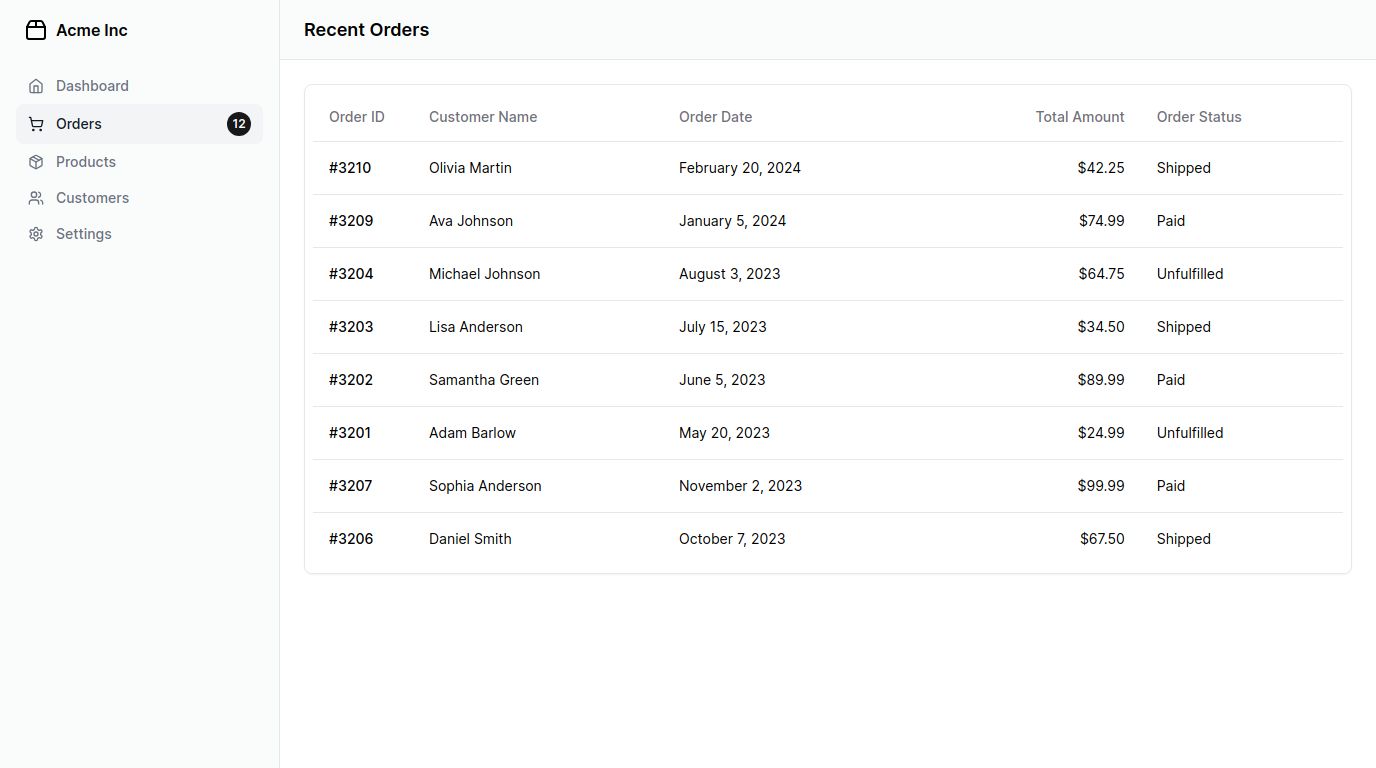 Acme Inc
Dashboard
Orders 12
Products
Customers
Settings
Recent Orders
Order ID Customer Name Order Date Total Amount Order Status
#3210 Olivia Martin February 20, 2024 $42.25 Shipped
#3209 Ava Johnson January 5, 2024 $74.99 Paid
#3204 Michael Johnson August 3, 2023 $64.75 Unfulfilled
#3203 Lisa Anderson July 15, 2023 $34.50 Shipped
#3202 Samantha Green June 5, 2023 $89.99 Paid
#3201 Adam Barlow May 20, 2023 $24.99 Unfulfilled
#3207 Sophia Anderson November 2, 2023 $99.99 Paid
#3206 Daniel Smith October 7, 2023 $67.50 Shipped